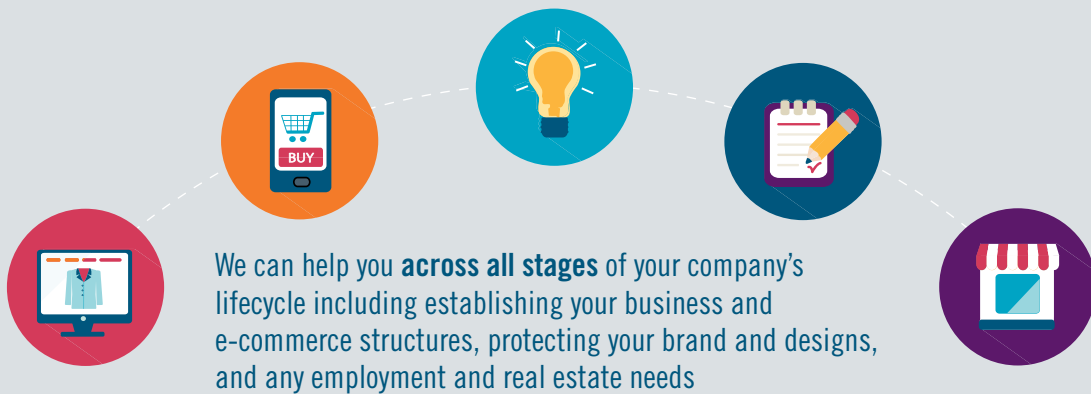 BUY
We can help you across all stages of your company’s
lifecycle including establishing your business and
e-commerce structures, protecting your brand and designs,
and any employment and real estate needs